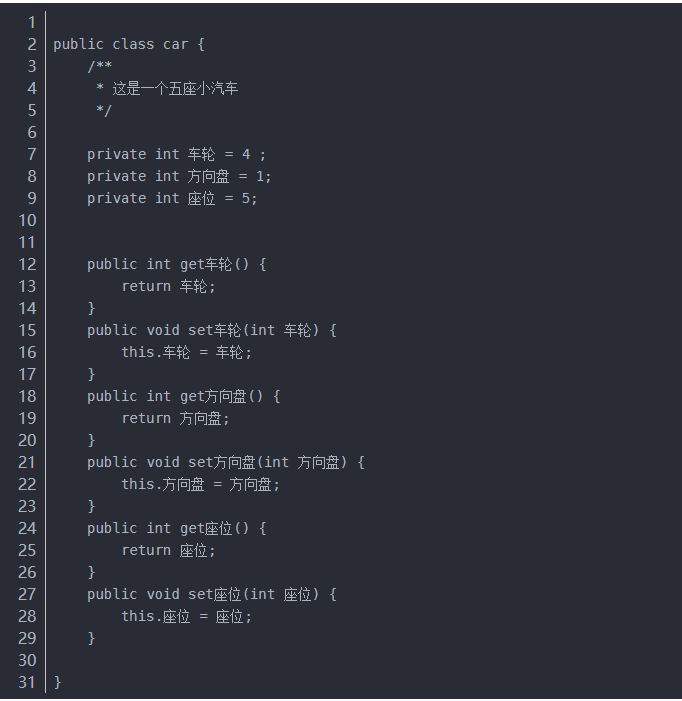 1
2 public class car {
3     /**
4      * 这是一个五座小汽车
5      */
6
7     private int 车轮 = 4 ;
8     private int 方向盘 = 1;
9     private int 座位 = 5;
10
11
12     public int get车轮() {
13         return 车轮;
14     }
15     public void set车轮(int 车轮) {
16         this.车轮 = 车轮;
17     }
18     public int get方向盘() {
19         return 方向盘;
20     }
21     public void set方向盘(int 方向盘) {
22         this.方向盘 = 方向盘;
23     }
24     public int get座位() {
25         return 座位;
26     }
27     public void set座位(int 座位) {
28         this.座位 = 座位;
29     }
30
31 }